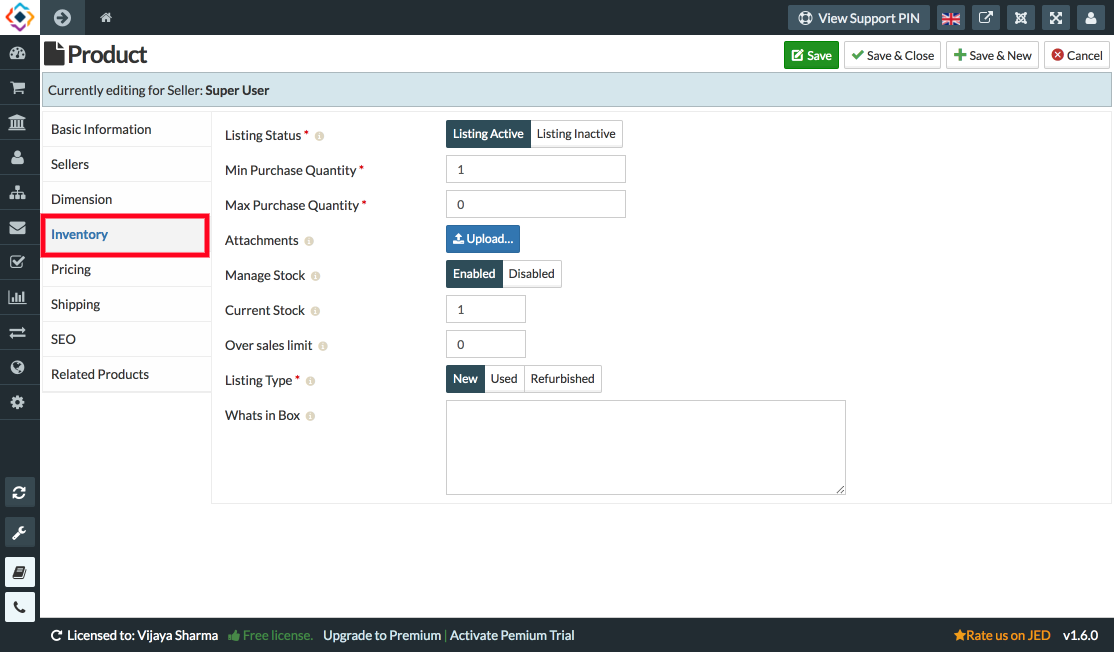 View Support PIN
Product
Save
Save & Close
Save & New
Cancel
Currently editing for Seller: Super User
Basic Information
Sellers
Dimension
Inventory
Pricing
Shipping
SEO
Related Products
Listing Status *
Listing Active
Listing Inactive
Min Purchase Quantity *
1
Max Purchase Quantity *
0
Attachments
Upload...
Manage Stock
Enabled
Disabled
Current Stock
1
Over sales limit
0
Listing Type *
New
Used
Refurbished
Whats in Box
Licensed to: Vijaya Sharma
Free license.
Upgrade to Premium | Activate Pemium Trial
Rate us on JED
v1.6.0